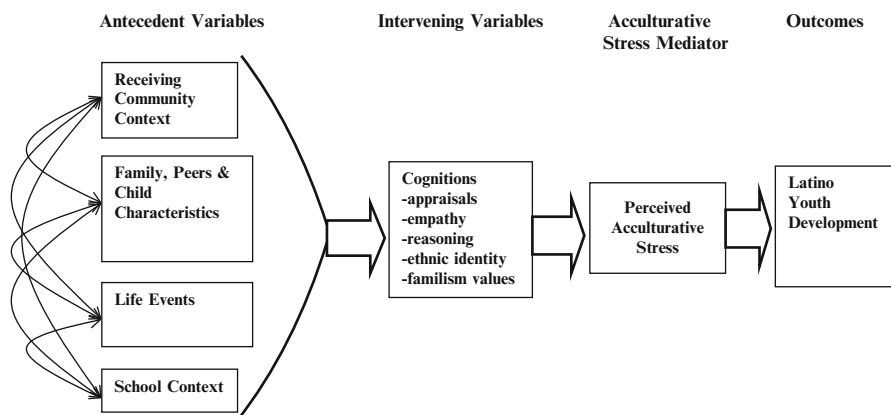 Antecedent Variables
Intervening Variables
Acculturative
Stress Mediator
Outcomes
Receiving
Community
Context
Family, Peers &
Child
Characteristics
Life Events
School Context
Cognitions
-appraisals
-empathy
-reasoning
-ethnic identity
-familism values
Perceived
Acculturative
Stress
Latino
Youth
Development